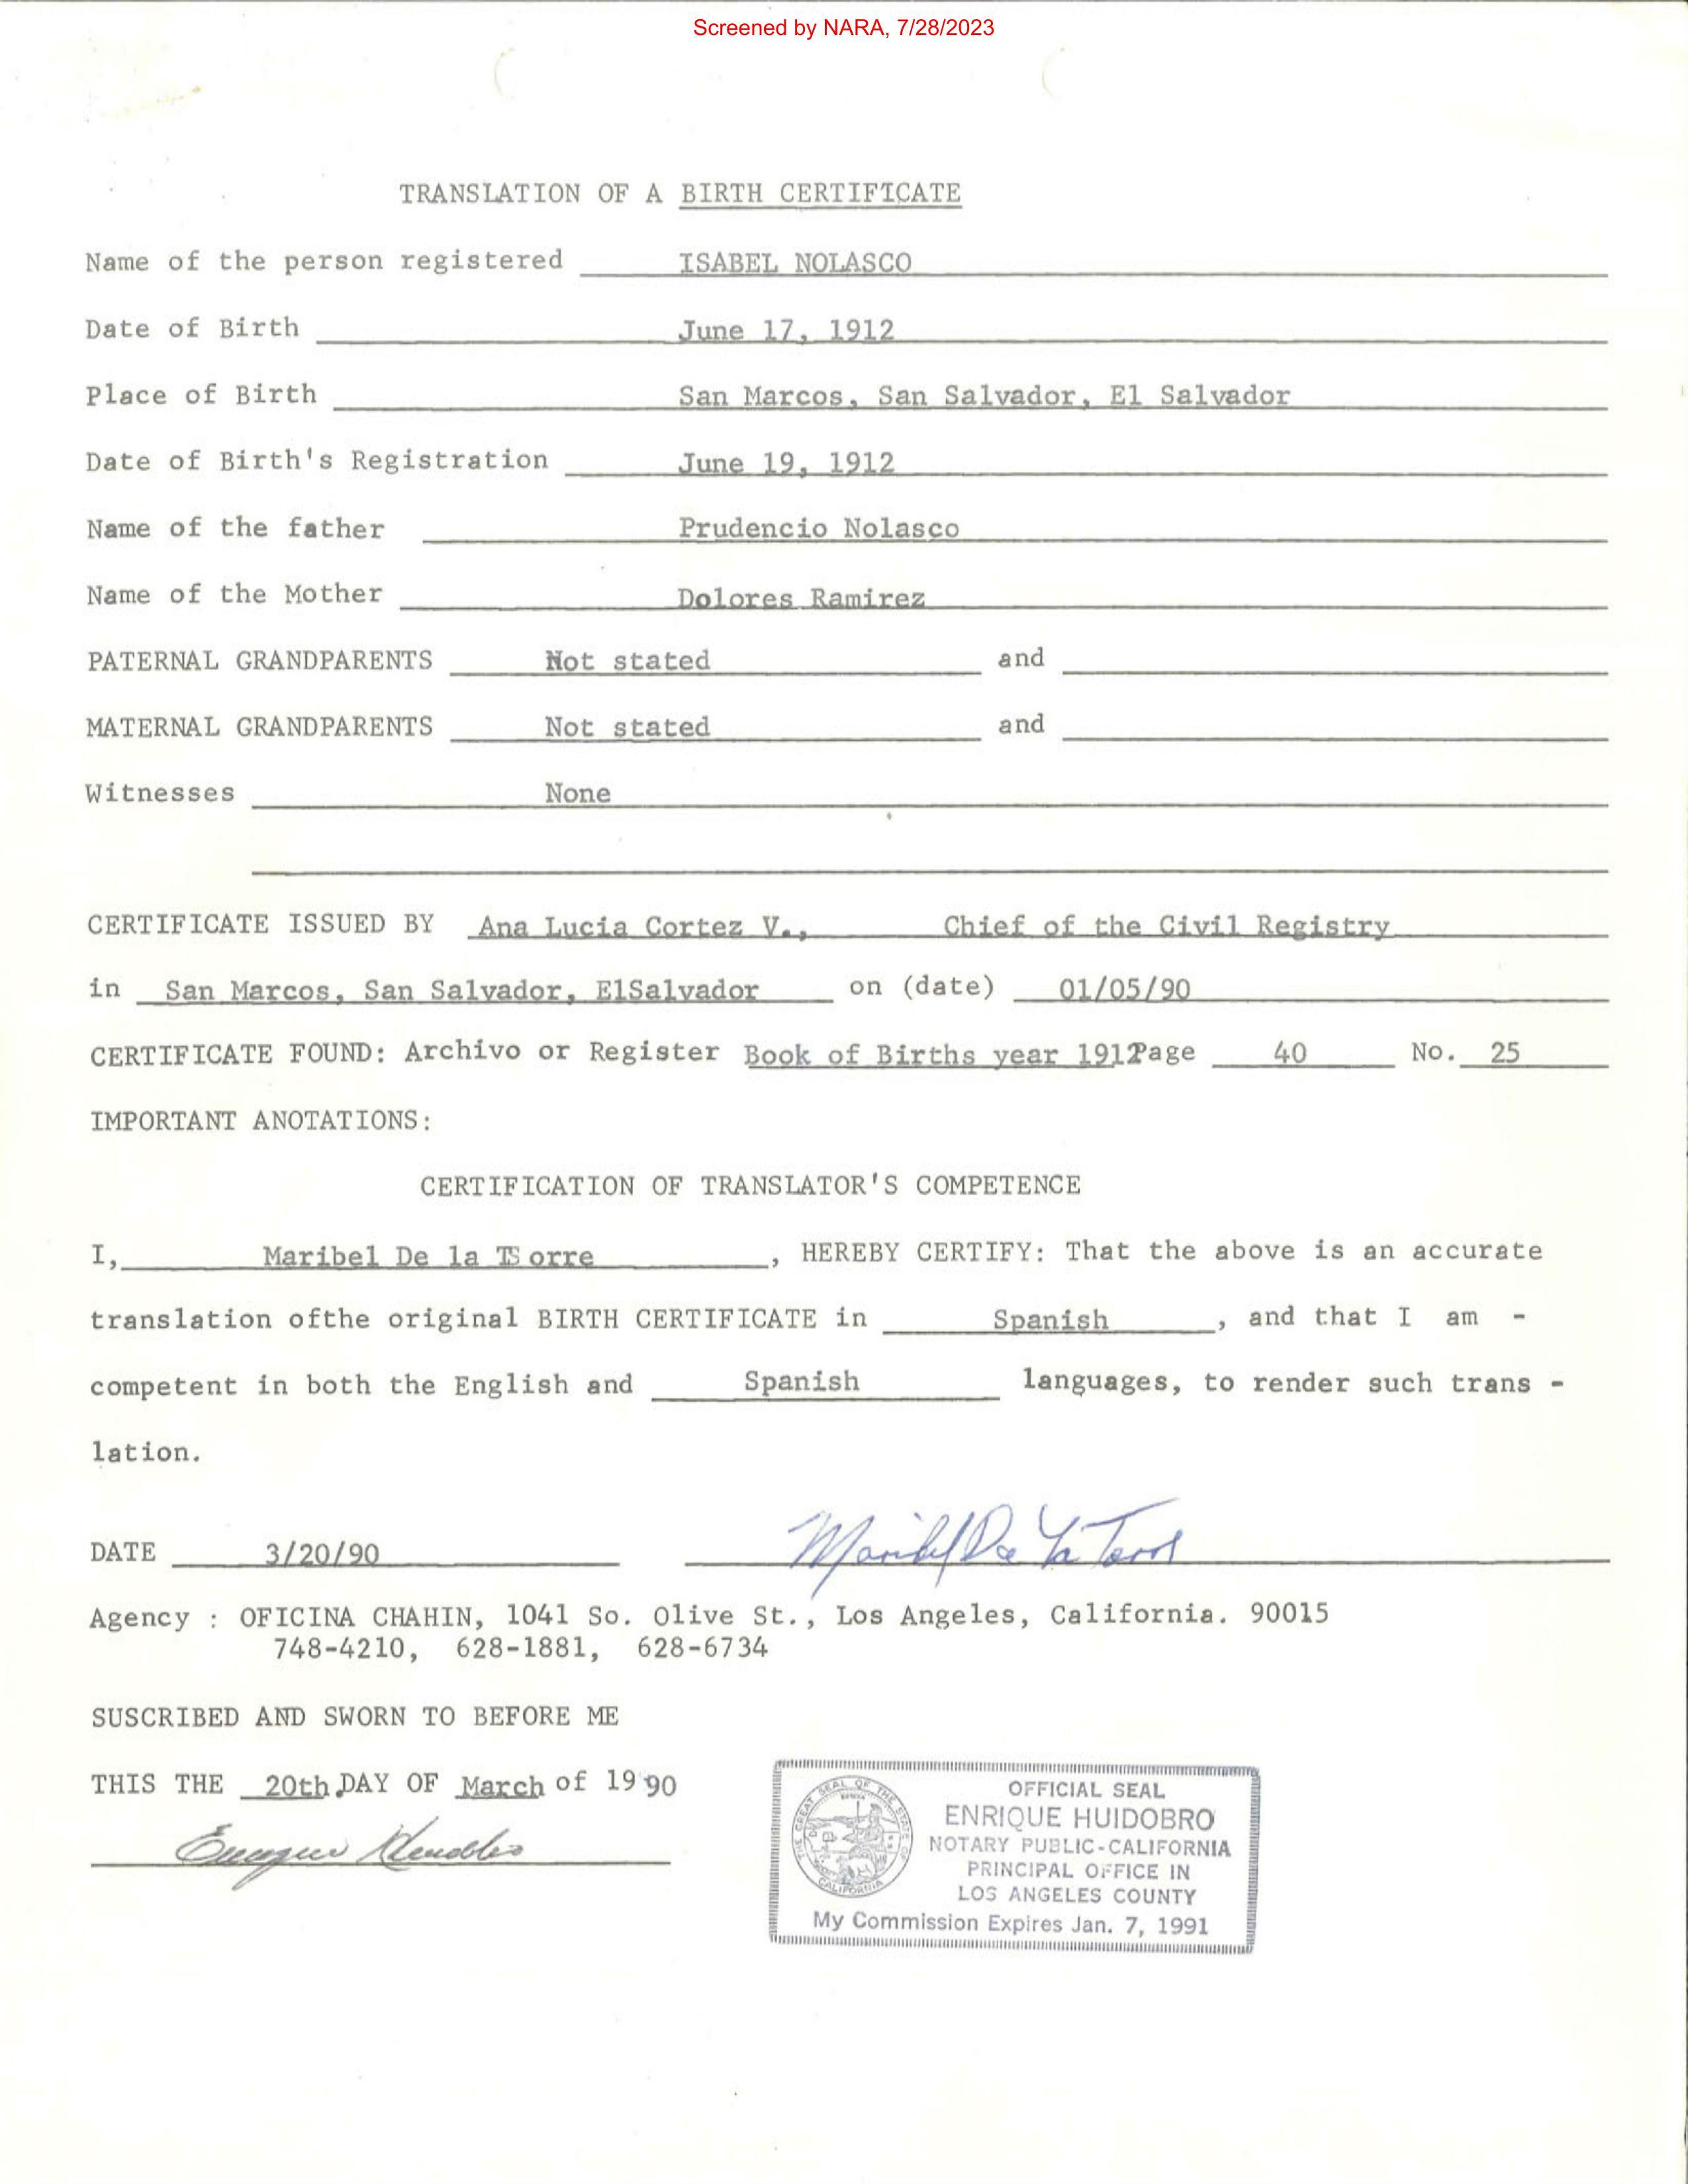 Screened by NARA, 7/28/2023
TRANSLATION OF A BIRTH CERTIFICATE
Name of the person registered ISABEL NOLASCO
Date of Birth June 17, 1912
Place of Birth San Marcos, San Salvador, El Salvador
Date of Birth's Registration June 19, 1912
Name of the father Prudencio Nolasco
Name of the Mother Dolores Ramirez
PATERNAL GRANDPARENTS Not stated and
MATERNAL GRANDPARENTS Not stated and
Witnesses None
CERTIFICATE ISSUED BY Ana Lucia Cortez V., Chief of the Civil Registry
in San Marcos, San Salvador, ElSalvador on (date) 01/05/90
CERTIFICATE FOUND: Archivo or Register Book of Births year 1912Page 40 No. 25
IMPORTANT ANOTATIONS:
CERTIFICATION OF TRANSLATOR'S COMPETENCE
I, Maribel De la Torre, HEREBY CERTIFY: That the above is an accurate
translation ofthe original BIRTH CERTIFICATE in Spanish, and that I am -
competent in both the English and Spanish languages, to render such trans -
lation.
Maribel De La Torre
DATE 3/20/90
Agency : OFICINA CHAHIN, 1041 So. Olive St., Los Angeles, California. 90015
748-4210, 628-1881, 628-6734
SUSCRIBED AND SWORN TO BEFORE ME
THIS THE 20th DAY OF March of 1990
Enrique Huidobro
OFFICIAL SEAL
ENRIQUE HUIDOBRO
NOTARY PUBLIC-CALIFORNIA
PRINCIPAL OFFICE IN
LOS ANGELES COUNTY
My Commission Expires Jan. 7, 1991
THE GREAT SEAL OF THE STATE OF CALIFORNIA